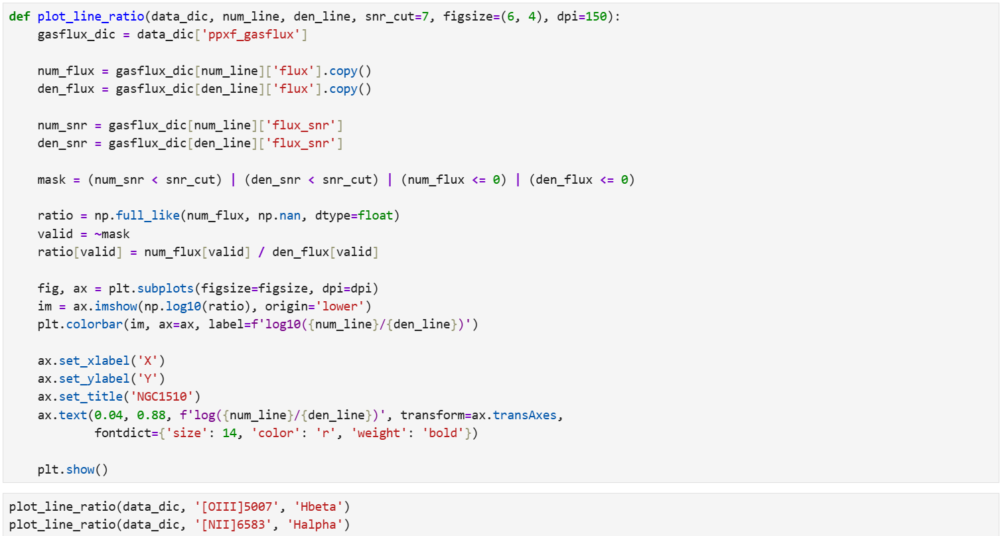 def plot_line_ratio(data_dic, num_line, den_line, snr_cut=7, figsize=(6, 4), dpi=150):
    gasflux_dic = data_dic['ppxf_gasflux']

    num_flux = gasflux_dic[num_line]['flux'].copy()
    den_flux = gasflux_dic[den_line]['flux'].copy()

    num_snr = gasflux_dic[num_line]['flux_snr']
    den_snr = gasflux_dic[den_line]['flux_snr']

    mask = (num_snr < snr_cut) | (den_snr < snr_cut) | (num_flux <= 0) | (den_flux <= 0)

    ratio = np.full_like(num_flux, np.nan, dtype=float)
    valid = ~mask
    ratio[valid] = num_flux[valid] / den_flux[valid]

    fig, ax = plt.subplots(figsize=figsize, dpi=dpi)
    im = ax.imshow(np.log10(ratio), origin='lower')
    plt.colorbar(im, ax=ax, label=f'log10({num_line}/{den_line})')

    ax.set_xlabel('X')
    ax.set_ylabel('Y')
    ax.set_title('NGC1510')
    ax.text(0.04, 0.88, f'log({num_line}/{den_line})', transform=ax.transAxes,
            fontdict={'size': 14, 'color': 'r', 'weight': 'bold'})

    plt.show()

plot_line_ratio(data_dic, '[OIII]5007', 'Hbeta')
plot_line_ratio(data_dic, '[NII]6583', 'Halpha')